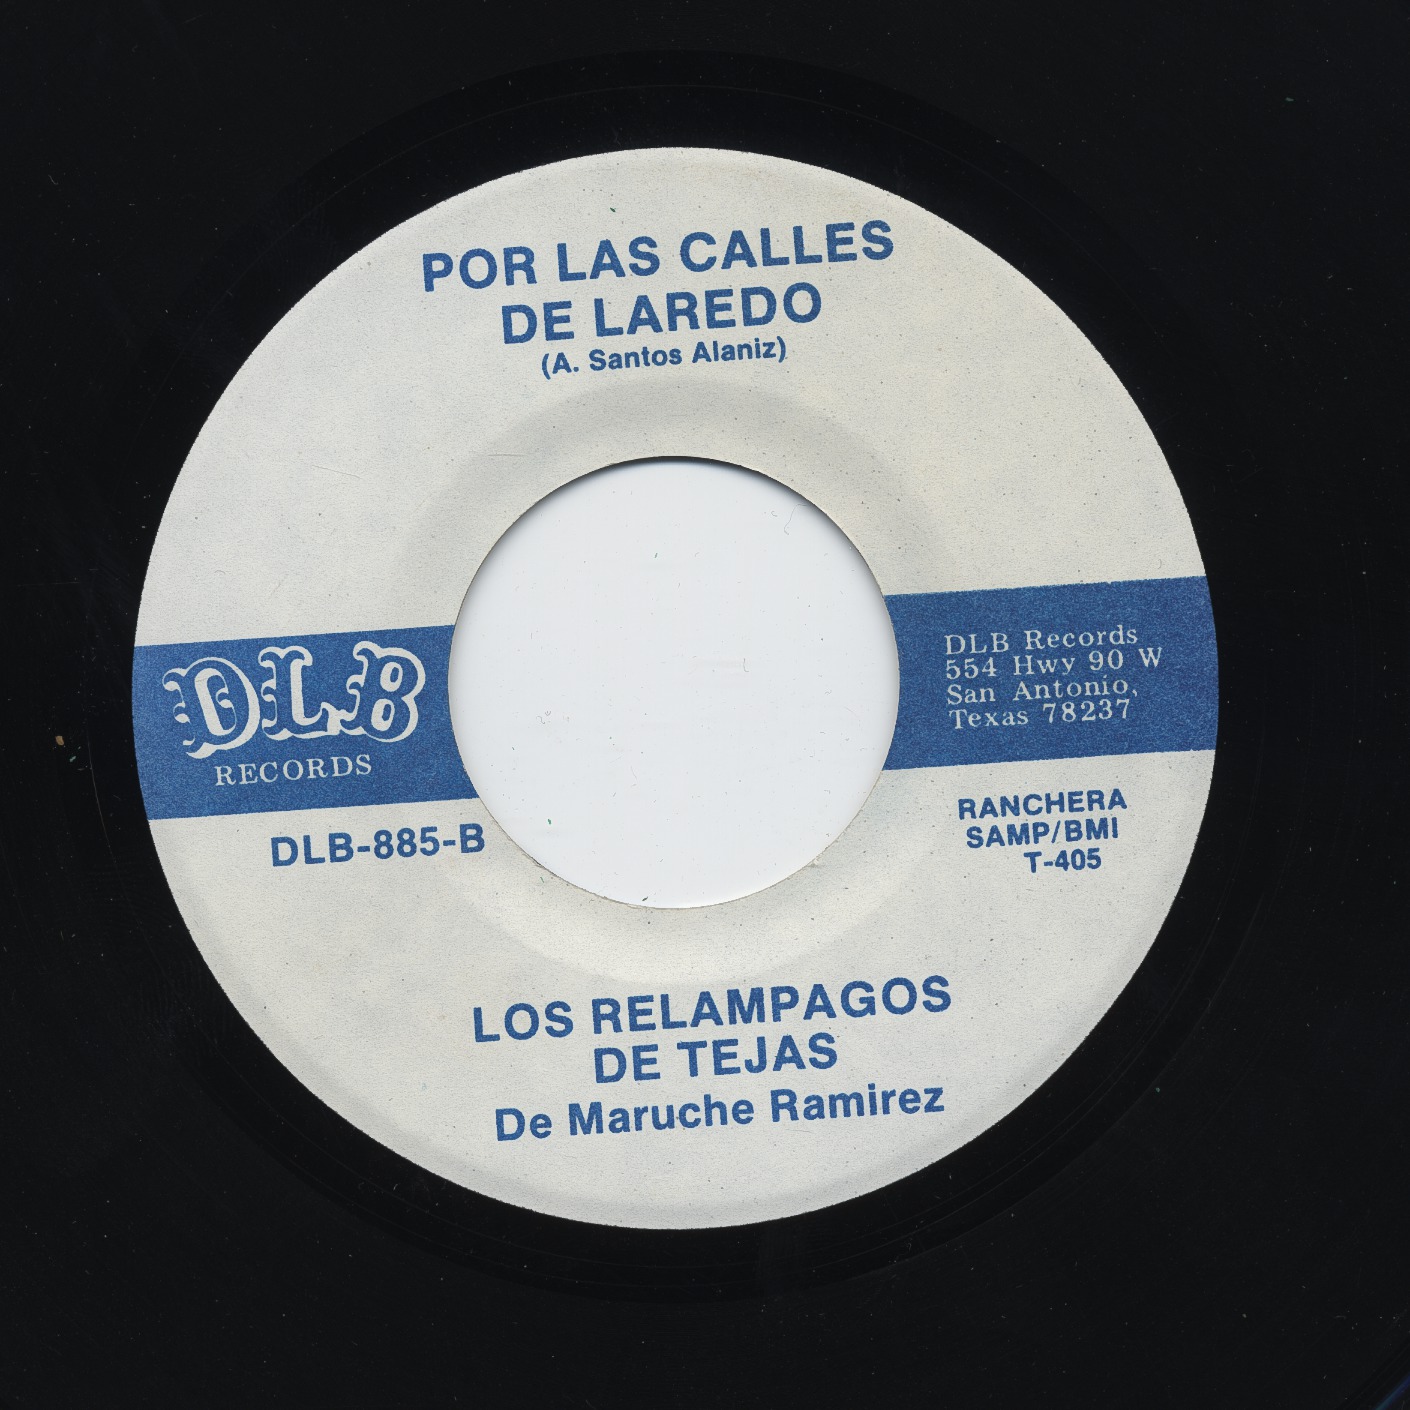 POR LAS CALLES
DE LAREDO
(A. Santos Alaniz)
DLB
RECORDS
DLB Records
554 Hwy 90 W
San Antonio,
Texas 78237
DLB-885-B
RANCHERA
SAMP/BMI
T-405
LOS RELAMPAGOS
DE TEJAS
De Maruche Ramirez